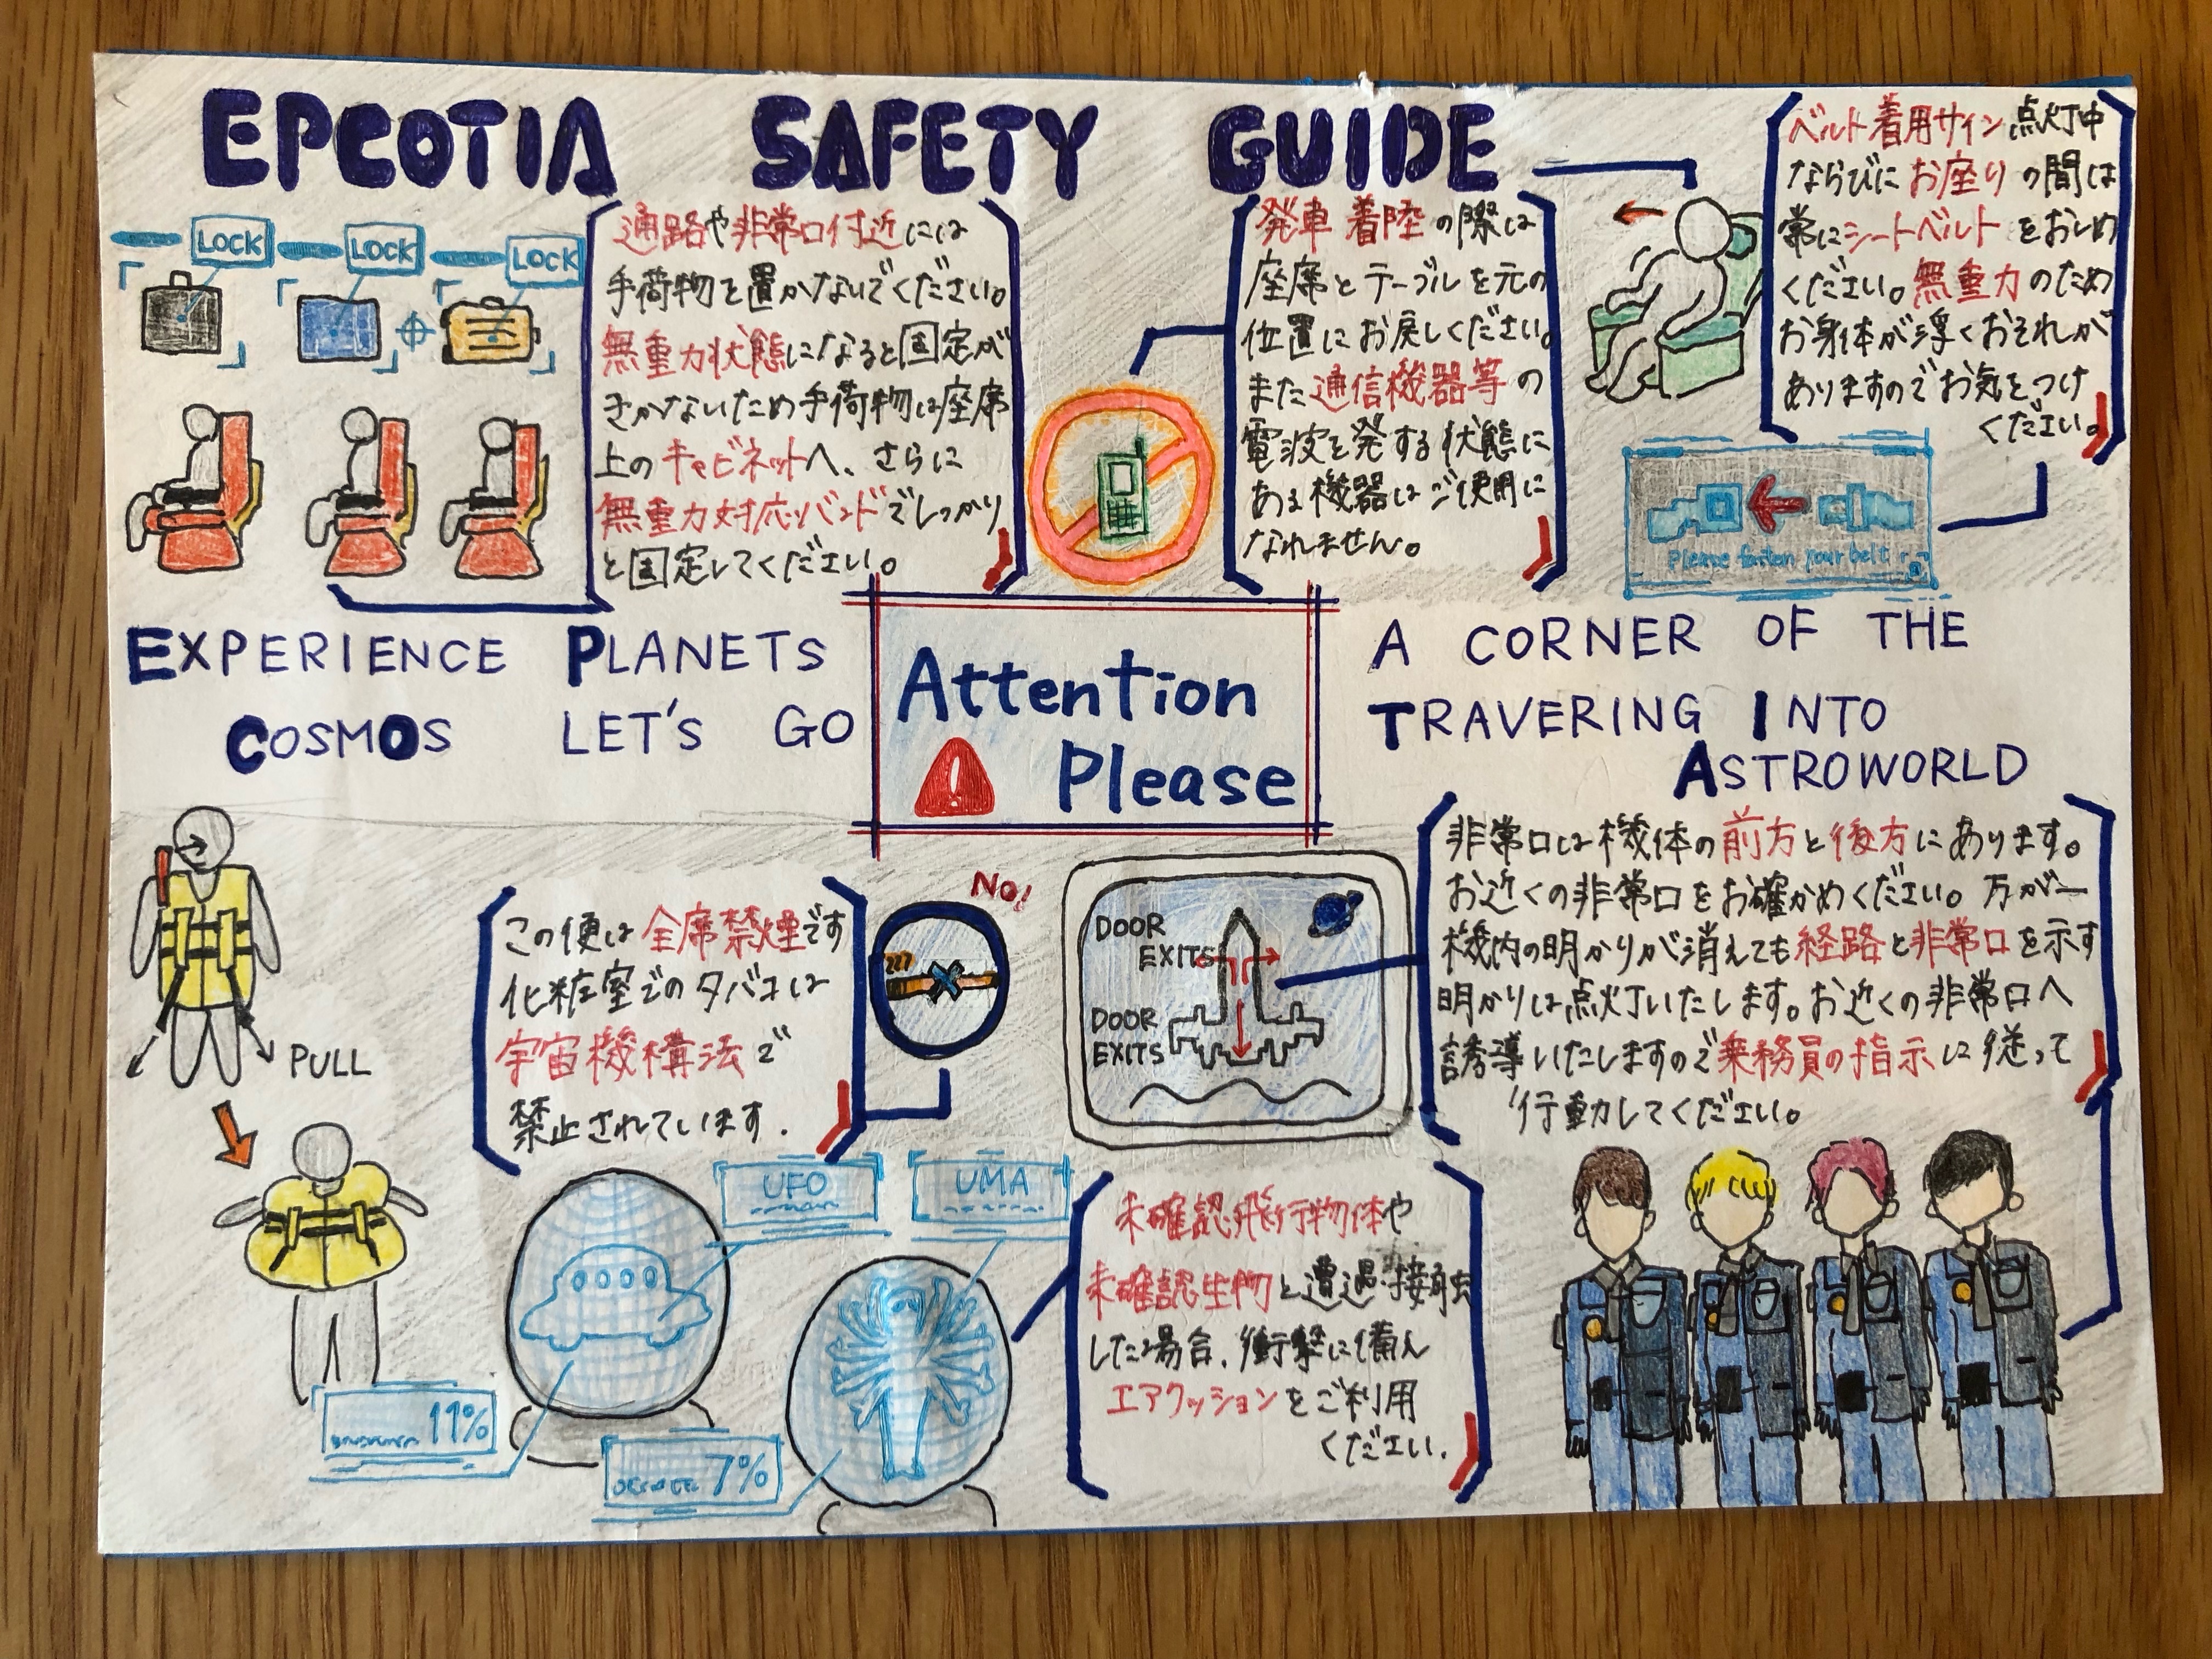 EPCOTIA SAFETY GUIDE
LOCK
LOCK
LOCK
通路や非常口付近には
手荷物を置かないでください。
無重力状態になると固定が
きかないため手荷物は座席
上のキャビネットへ、さらに
無重力対応バンドでしっかり
と固定してください。
発車 着陸の際は
座席とテーブルを元の
位置にお戻しください。
また通信機器等の
電波を発する状態に
ある機器はご使用に
なれません。
ベルト着用サイン点灯中
ならびにお座りの間は
常にシートベルトをおしめ
ください。無重力のため
お身体が浮くおそれが
ありますのでお気をつけ
ください。
Please fasten your belt
EXPERIENCE PLANETS
COSMOS LET'S GO
Attention
Please
A CORNER OF THE
TRAVERING INTO
ASTROWORLD
PULL
この便は全席禁煙です
化粧室でのタバコは
宇宙機構法で
禁止されています.
No!
DOOR
EXITS
DOOR
EXITS
非常口は機体の前方と後方にあります。
お近くの非常口をお確かめください。万が一
機内の明かりが消えても経路と非常口を示す
明かりは点灯いたします。お近くの非常口へ
誘導いたしますので乗務員の指示に従って
行動してください。
UFO
UMA
11%
7%
未確認飛行物体や
未確認生物と遭遇・接触
した場合、衝撃に備え
エアクッションをご利用
ください.